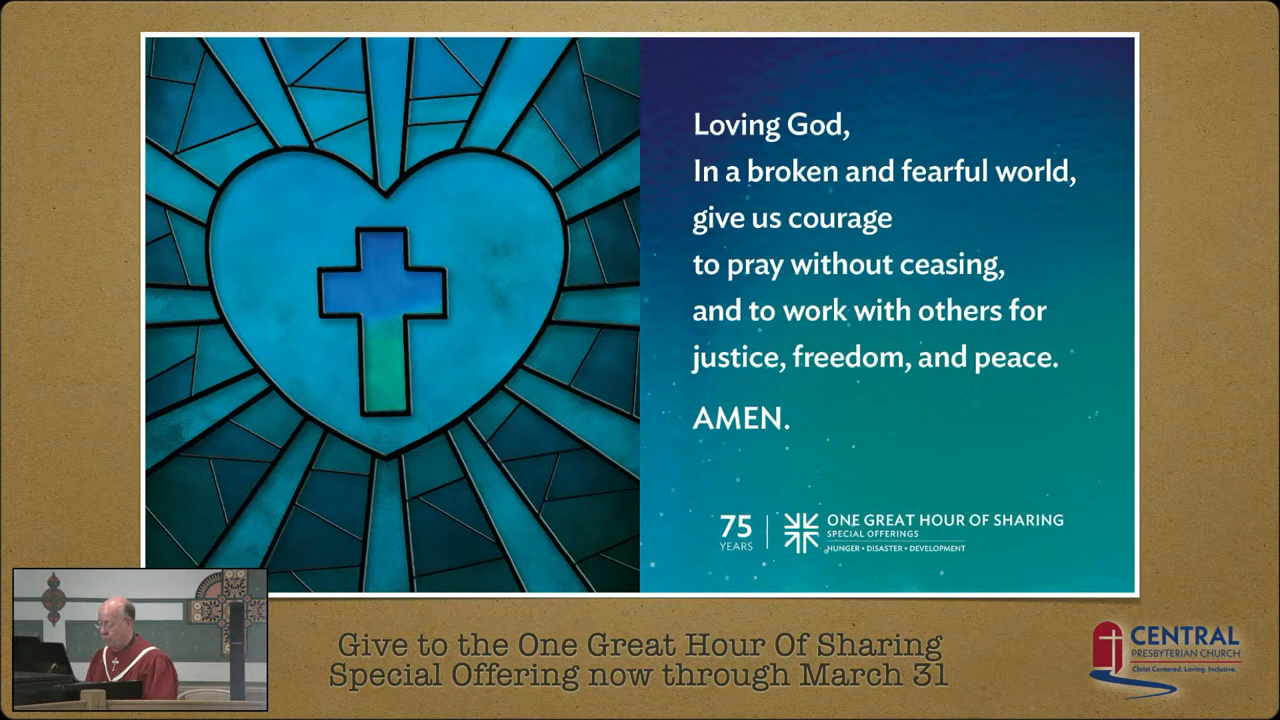 Loving God,
In a broken and fearful world,
give us courage
to pray without ceasing,
and to work with others for
justice, freedom, and peace.
AMEN.
75
YEARS
ONE GREAT HOUR OF SHARING
SPECIAL OFFERINGS
HUNGER • DISASTER • DEVELOPMENT
Give to the One Great Hour Of Sharing
Special Offering now through March 31
CENTRAL
PRESBYTERIAN CHURCH
Christ Centered. Loving. Inclusive.